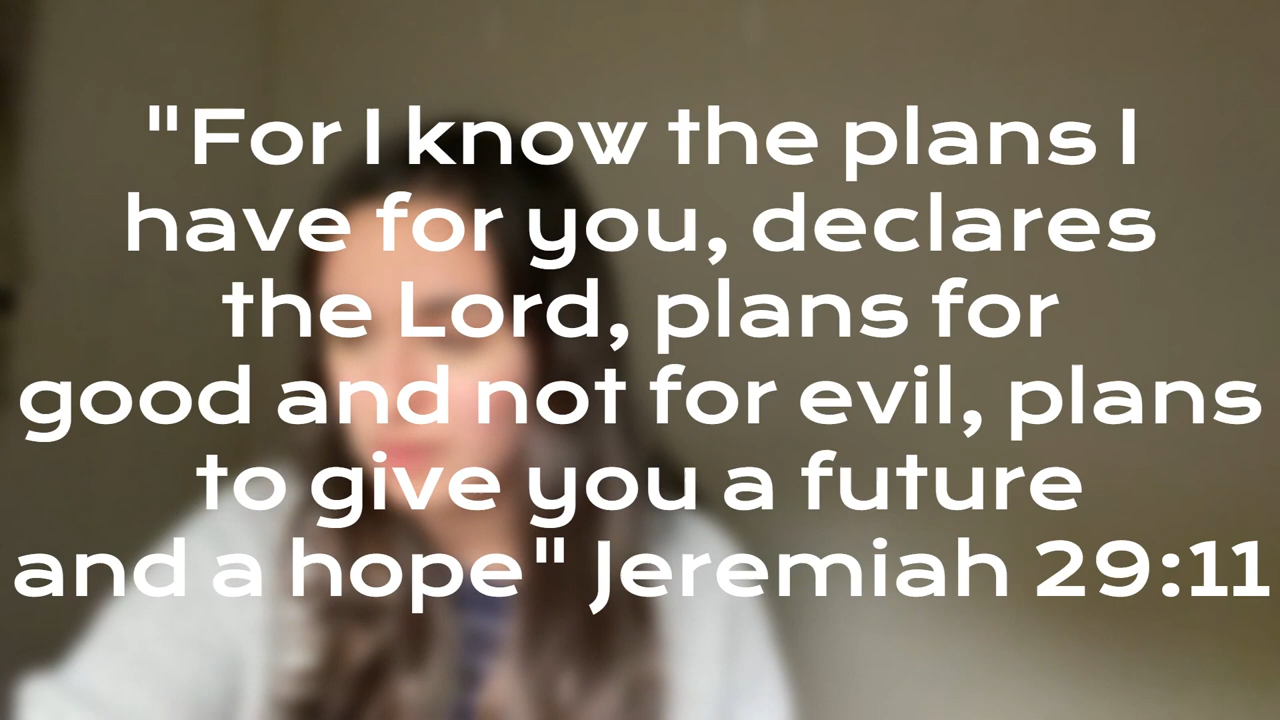 "For I know the plans I
have for you, declares
the Lord, plans for
good and not for evil, plans
to give you a future
and a hope" Jeremiah 29:11